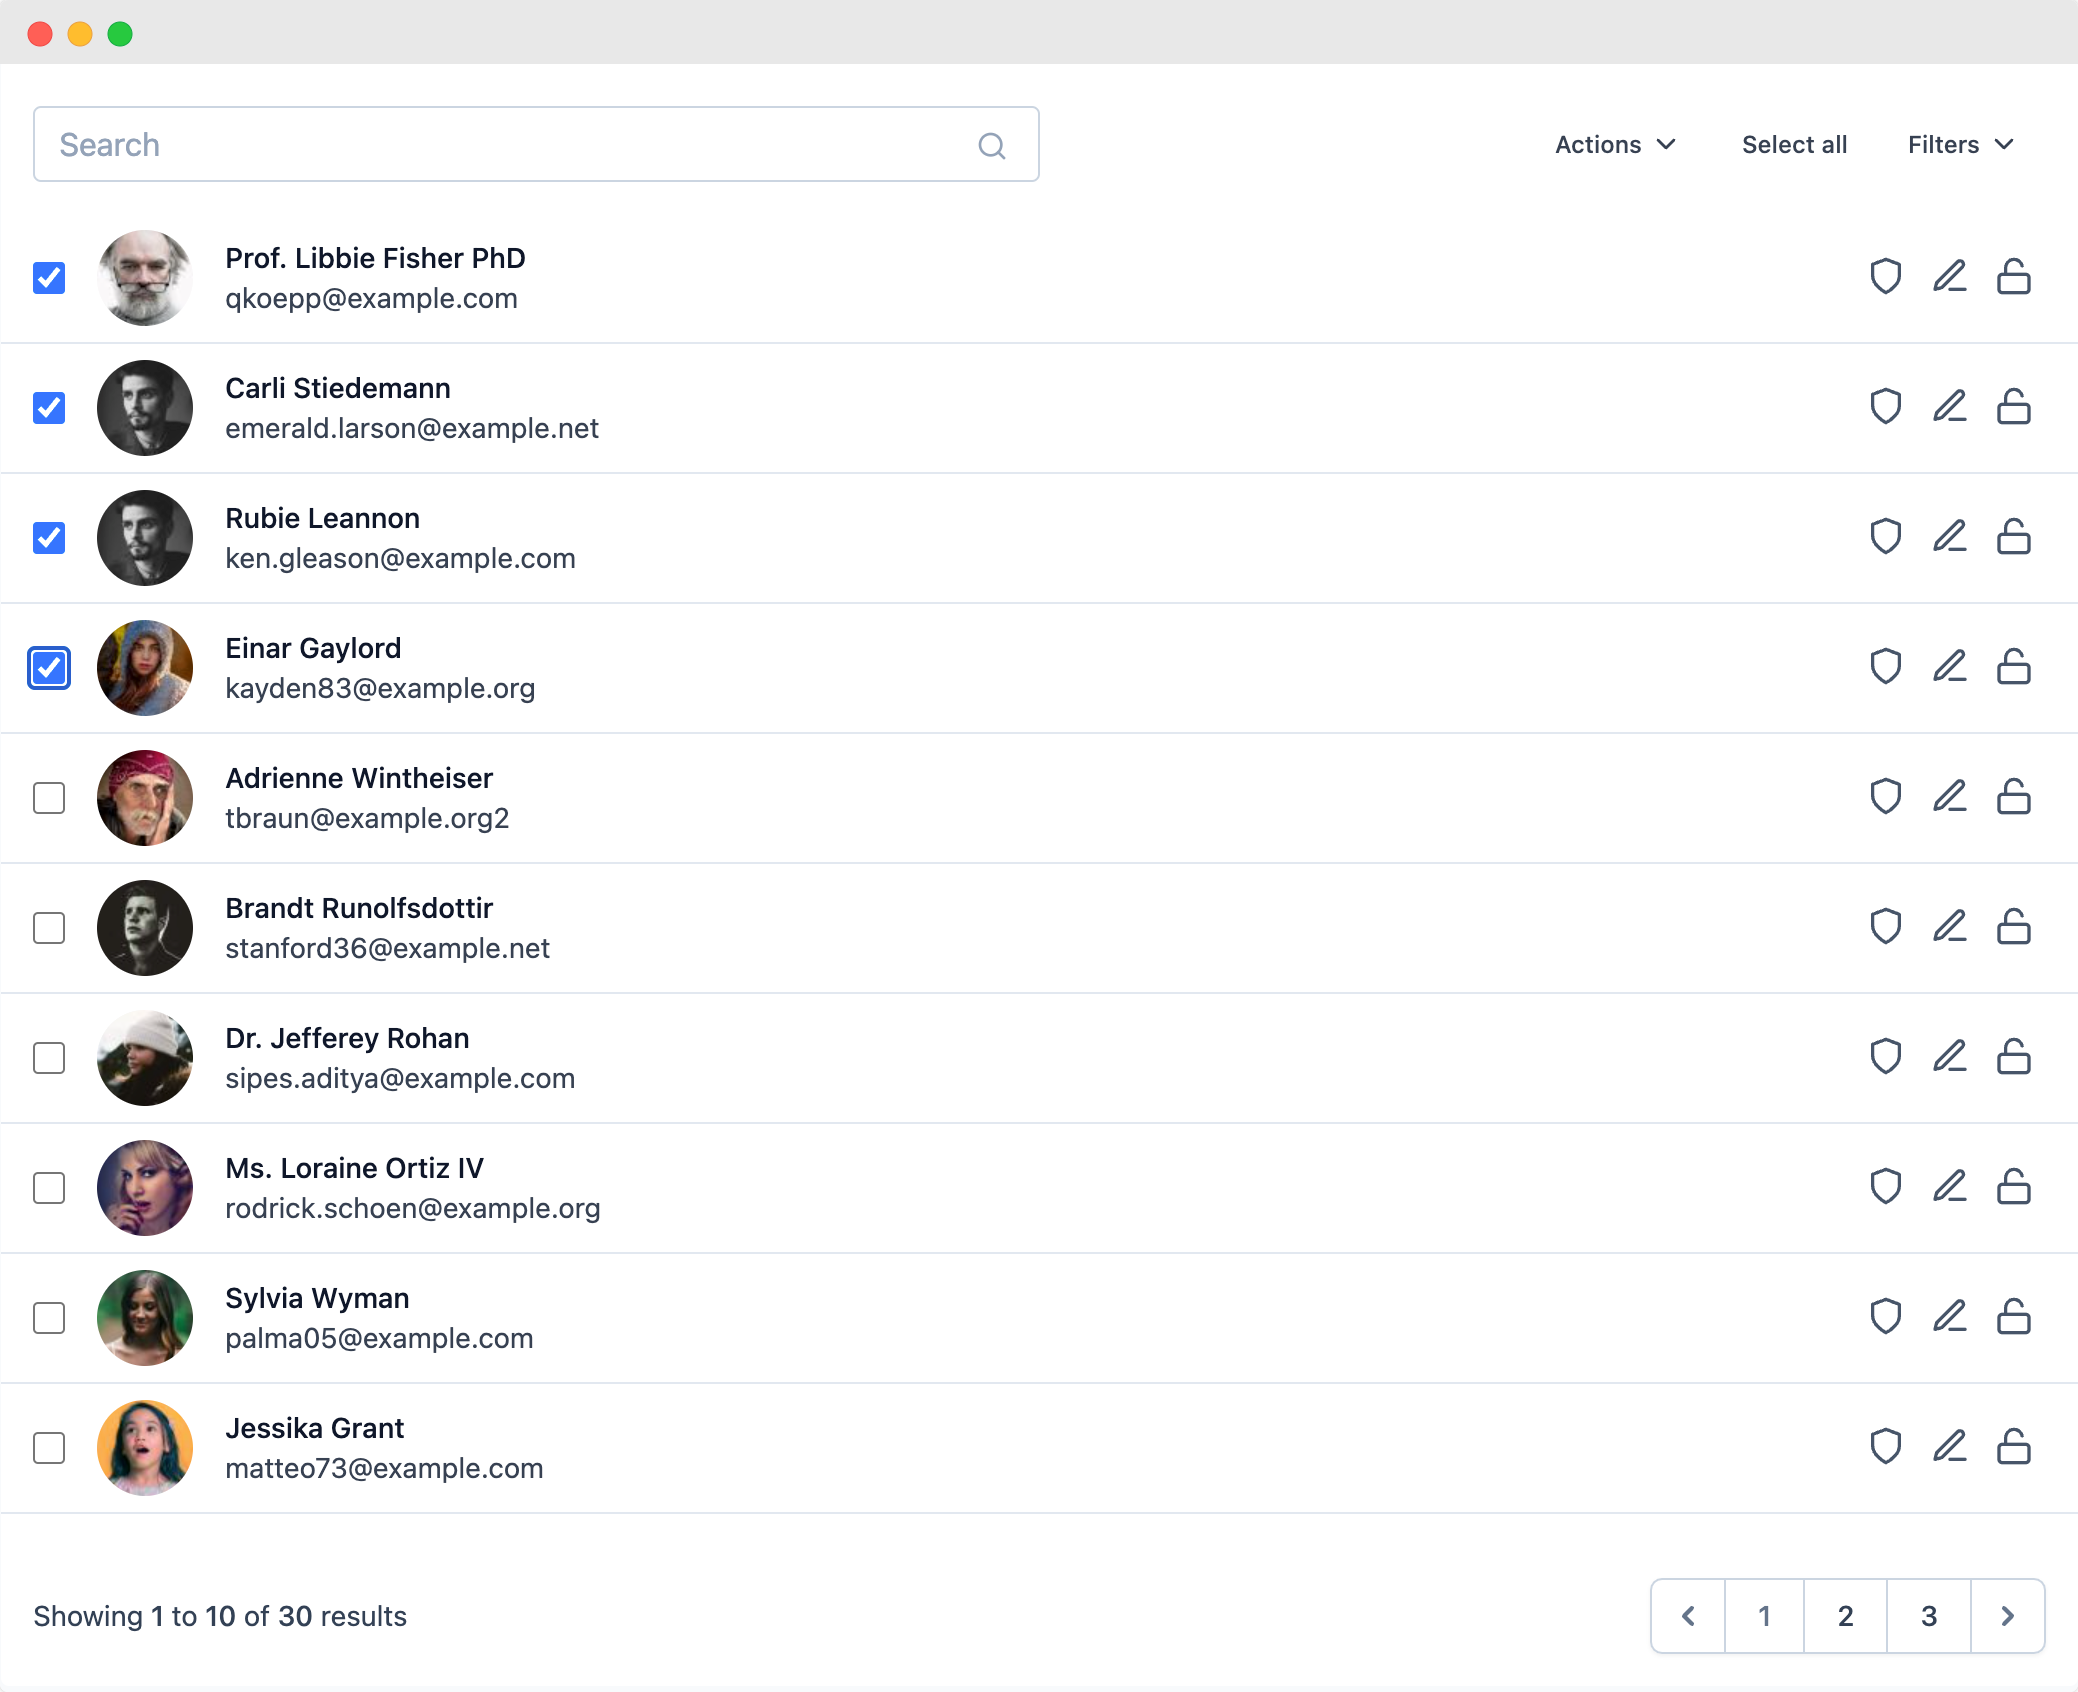 Search
Actions
Select all
Filters
Prof. Libbie Fisher PhD
qkoepp@example.com
Carli Stiedemann
emerald.larson@example.net
Rubie Leannon
ken.gleason@example.com
Einar Gaylord
kayden83@example.org
Adrienne Wintheiser
tbraun@example.org2
Brandt Runolfsdottir
stanford36@example.net
Dr. Jefferey Rohan
sipes.aditya@example.com
Ms. Loraine Ortiz IV
rodrick.schoen@example.org
Sylvia Wyman
palma05@example.com
Jessika Grant
matteo73@example.com
Showing 1 to 10 of 30 results
1
2
3